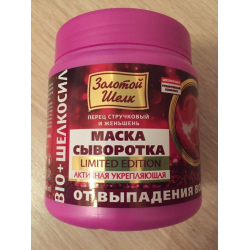 Золотой
Шелк
ПЕРЕЦ СТРУЧКОВЫЙ
И ЖЕНЬШЕНЬ
МАСКА
СЫВОРОТКА
LIMITED EDITION
АКТИВНАЯ УКРЕПЛЯЮЩАЯ
ОТ ВЫПАДЕНИЯ
BIO+ШЕЛКОСИЛ